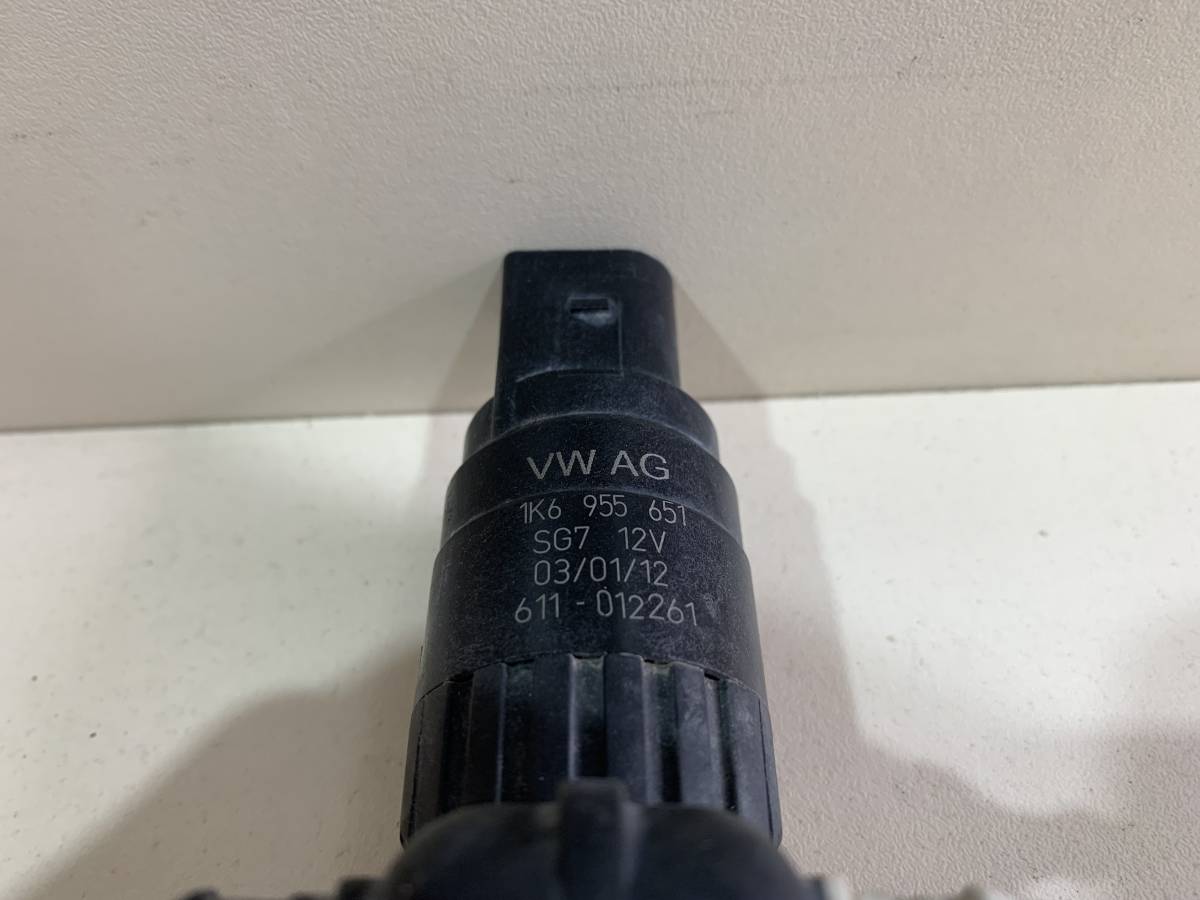 VW AG
1K6 955 651
SG7 12V
03/01/12
611-012261